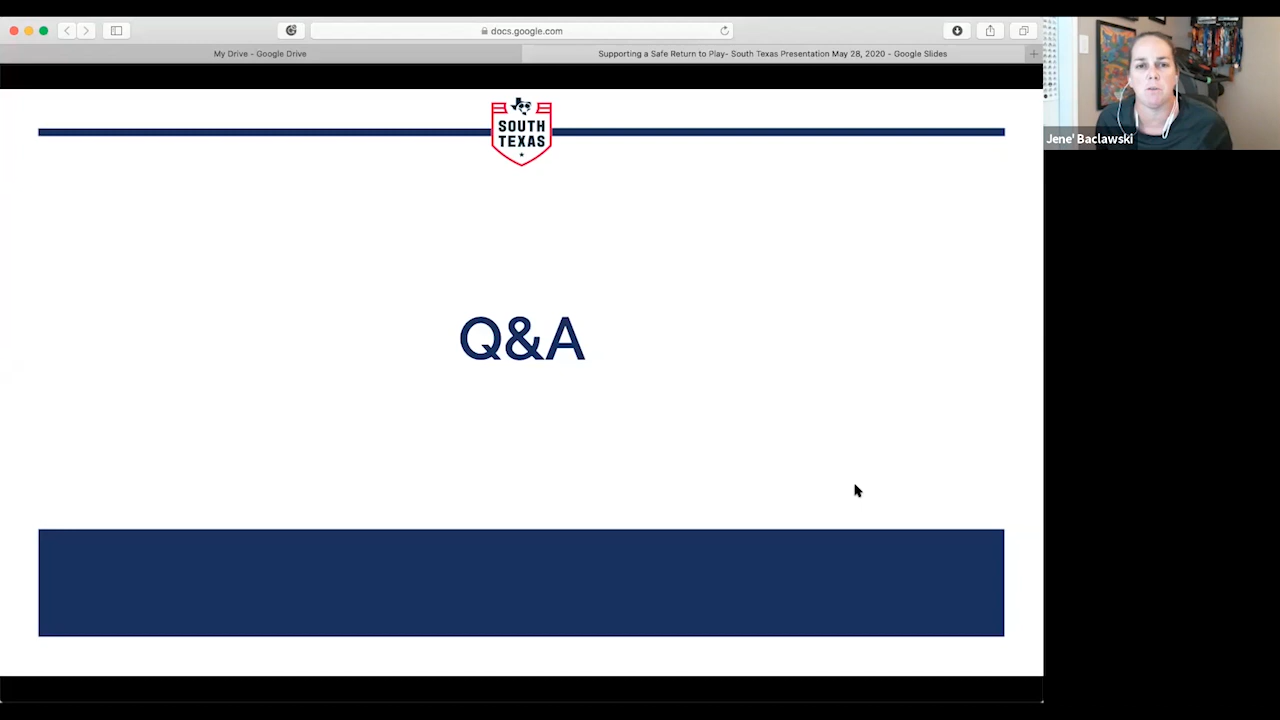 docs.google.com
My Drive - Google Drive
Supporting a Safe Return to Play- South Texas Presentation May 28, 2020 - Google Slides
Jene' Baclawski
SOUTH
TEXAS
Q&A